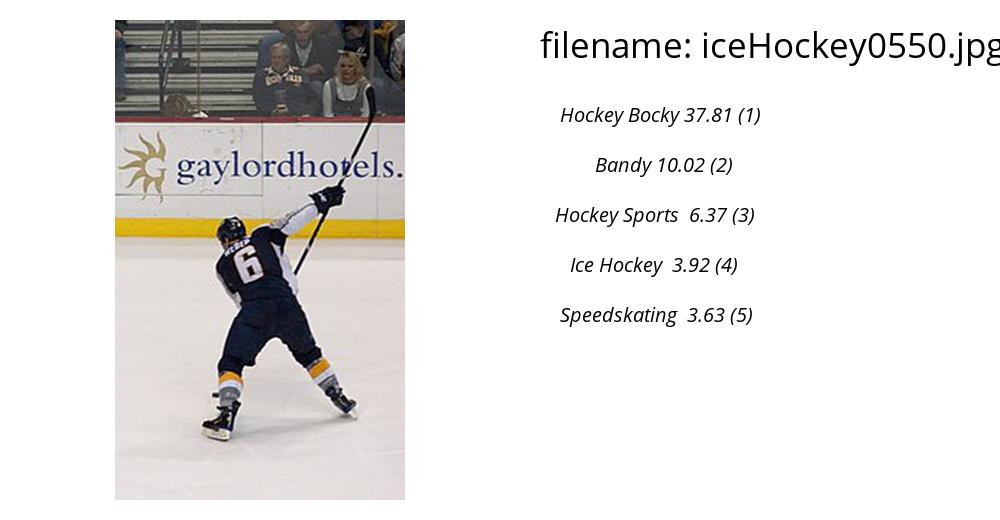 filename: iceHockey0550.jpg
Hockey Bocky 37.81 (1)
Bandy 10.02 (2)
Hockey Sports 6.37 (3)
Ice Hockey 3.92 (4)
Speedskating 3.63 (5)
gaylordhotels.
WEBER
6